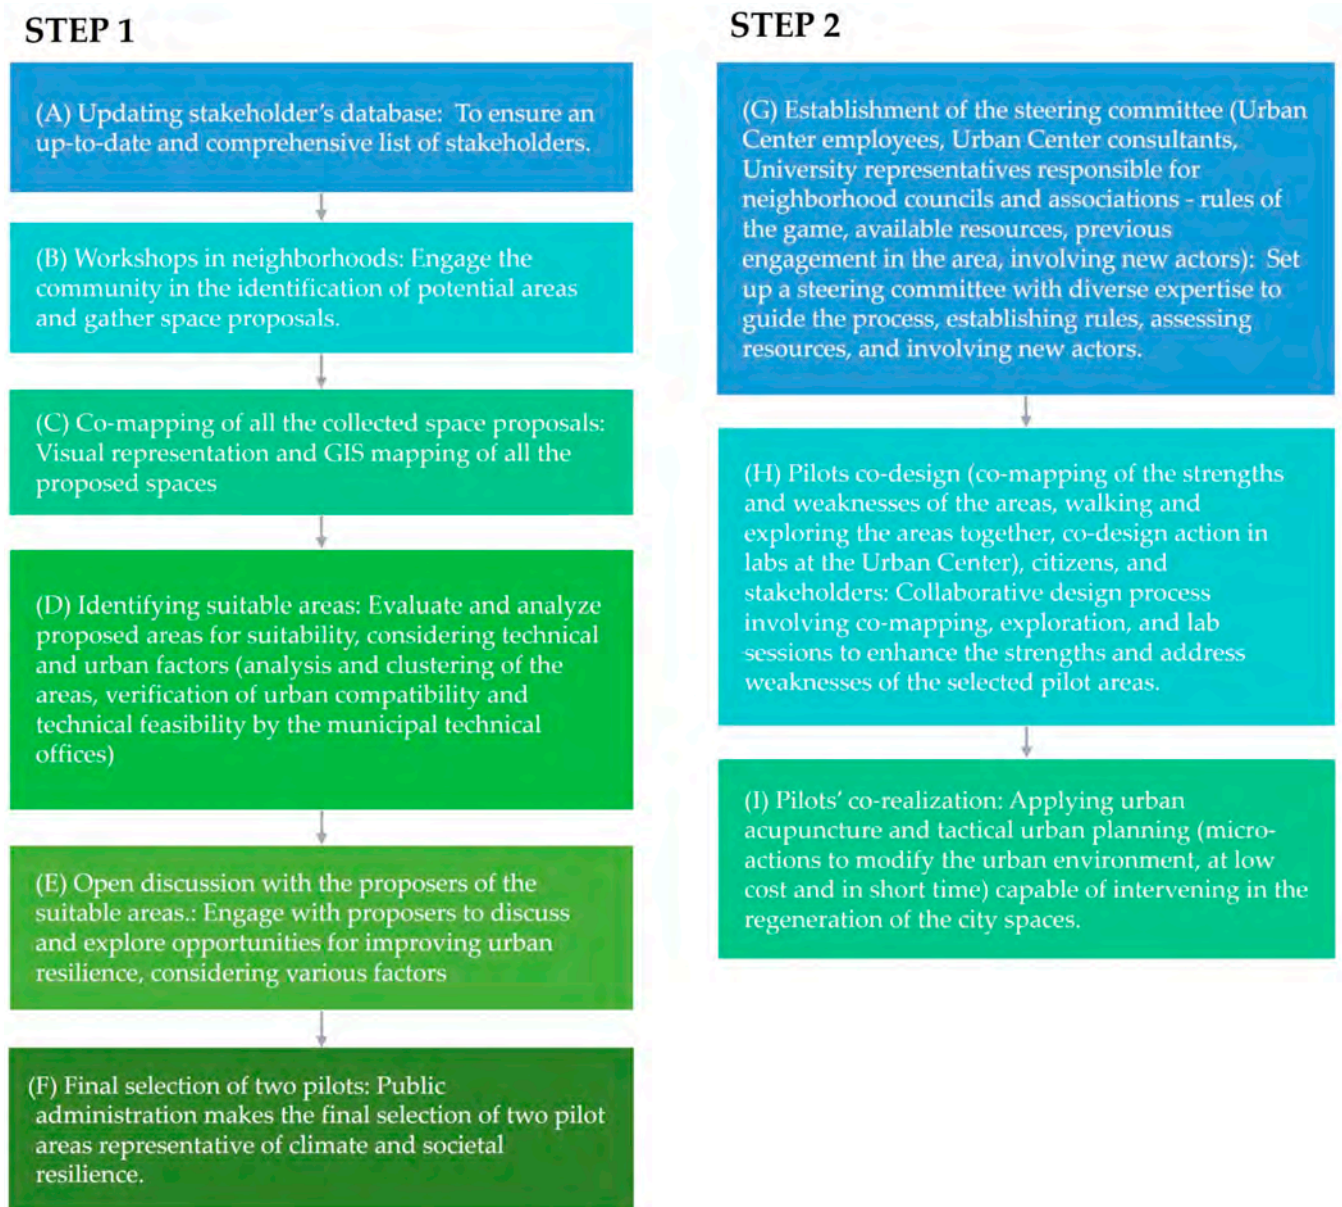 STEP 1
(A) Updating stakeholder's database:  To ensure an
up-to-date and comprehensive list of stakeholders.
(B) Workshops in neighborhoods: Engage the
community in the identification of potential areas
and gather space proposals.
(C) Co-mapping of all the collected space proposals:
Visual representation and GIS mapping of all the
proposed spaces
(D) Identifying suitable areas: Evaluate and analyze
proposed areas for suitability, considering technical
and urban factors (analysis and clustering of the
areas, verification of urban compatibility and
technical feasibility by the municipal technical
offices)
(E) Open discussion with the proposers of the
suitable areas.: Engage with proposers to discuss
and explore opportunities for improving urban
resilience, considering various factors
(F) Final selection of two pilots: Public
administration makes the final selection of two pilot
areas representative of climate and societal
resilience.
STEP 2
(G) Establishment of the steering committee (Urban
Center employees, Urban Center consultants,
University representatives responsible for
neighborhood councils and associations - rules of
the game, available resources, previous
engagement in the area, involving new actors):  Set
up a steering committee with diverse expertise to
guide the process, establishing rules, assessing
resources, and involving new actors.
(H) Pilots co-design (co-mapping of the strengths
and weaknesses of the areas, walking and
exploring the areas together, co-design action in
labs at the Urban Center), citizens, and
stakeholders: Collaborative design process
involving co-mapping, exploration, and lab
sessions to enhance the strengths and address
weaknesses of the selected pilot areas.
(I) Pilots' co-realization: Applying urban
acupuncture and tactical urban planning (micro-
actions to modify the urban environment, at low
cost and in short time) capable of intervening in the
regeneration of the city spaces.